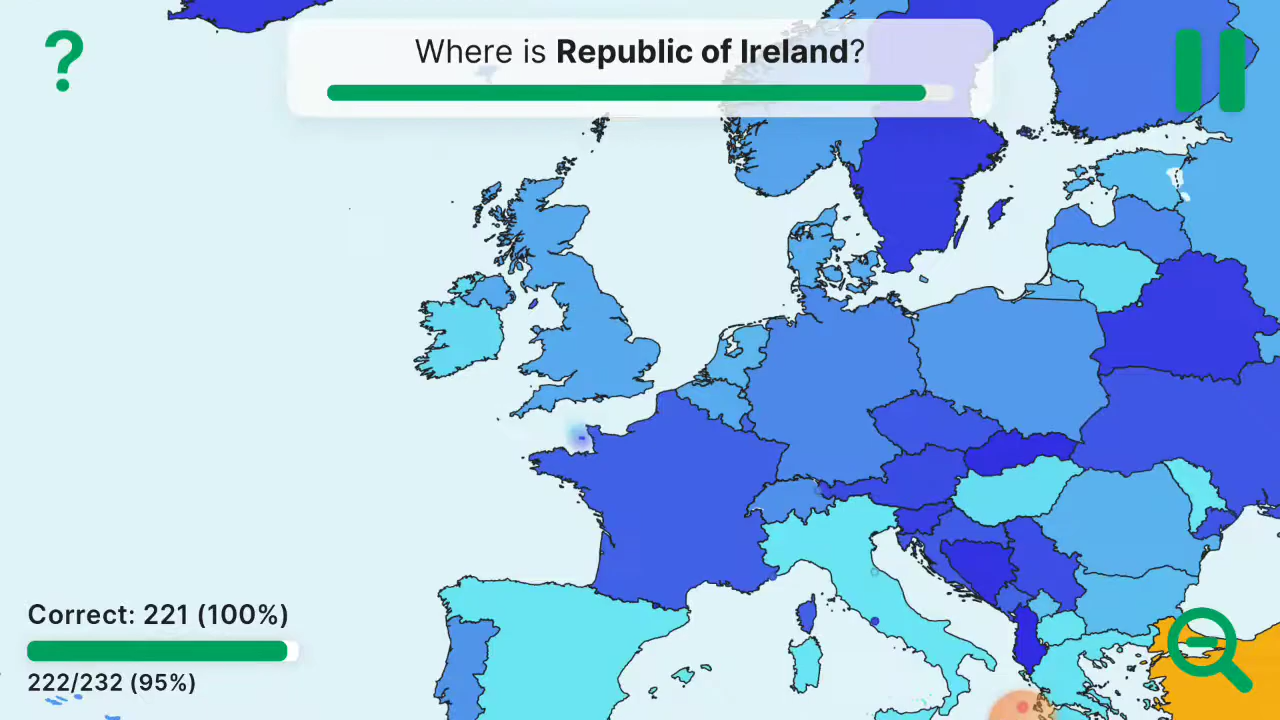 ?
Where is Republic of Ireland?
Correct: 221 (100%)
222/232 (95%)